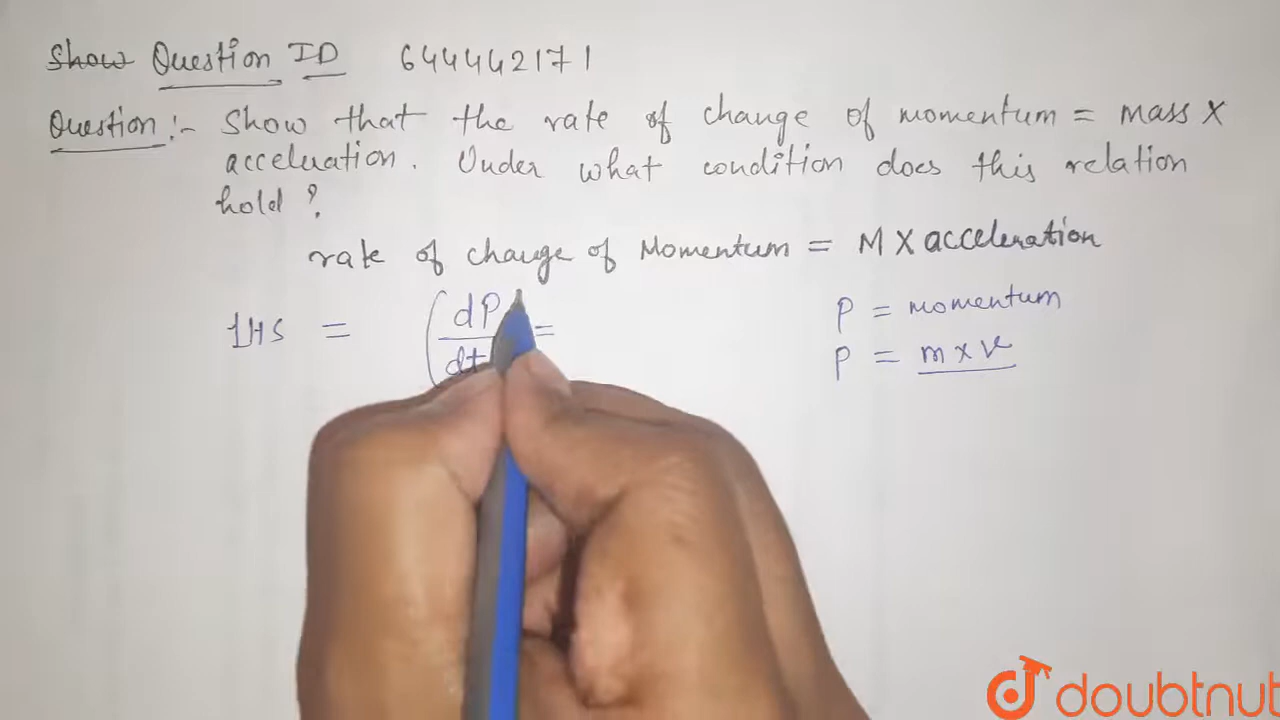 Show Question ID 644442171
Question :- Show that the rate of change of momentum = mass X
acceleration. Under what condition does this relation
hold ?
rate of change of Momentum = M X acceleration
LHS = (dP/dt =
P = momentum
P = m x v
doubtnut